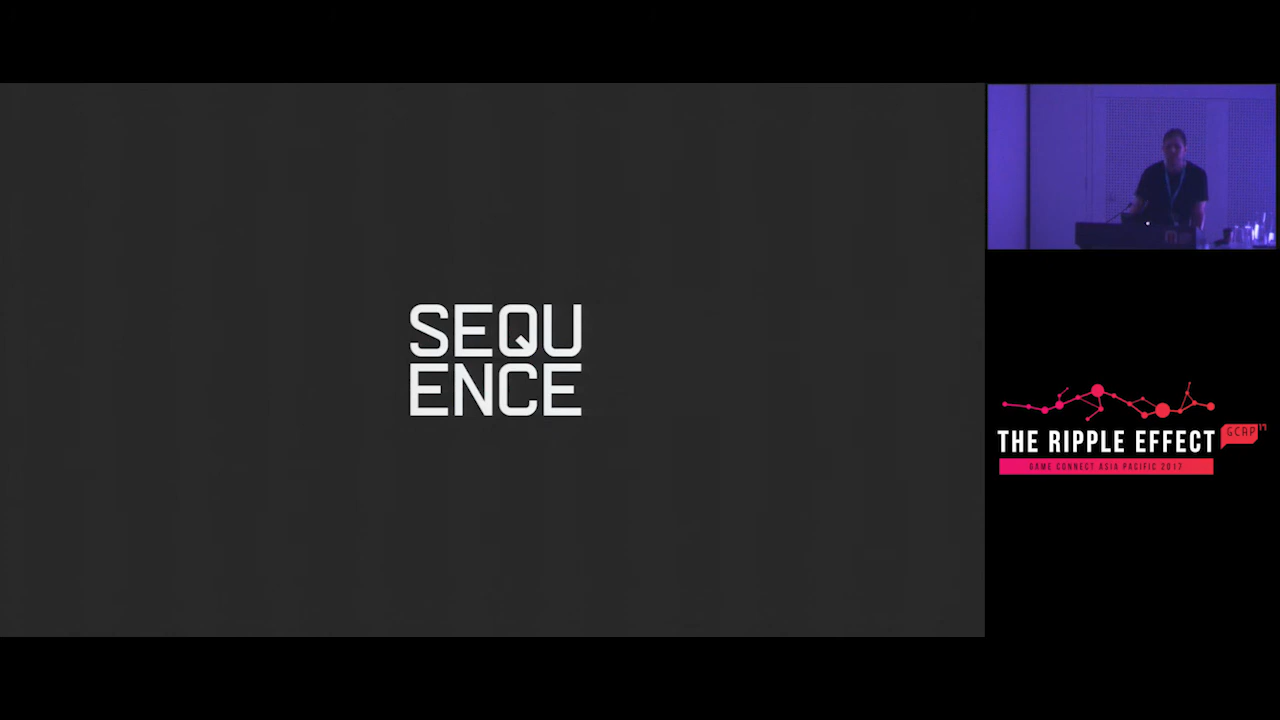 SEQU
ENCE
THE RIPPLE EFFECT
GCAP17
GAME CONNECT ASIA PACIFIC 2017